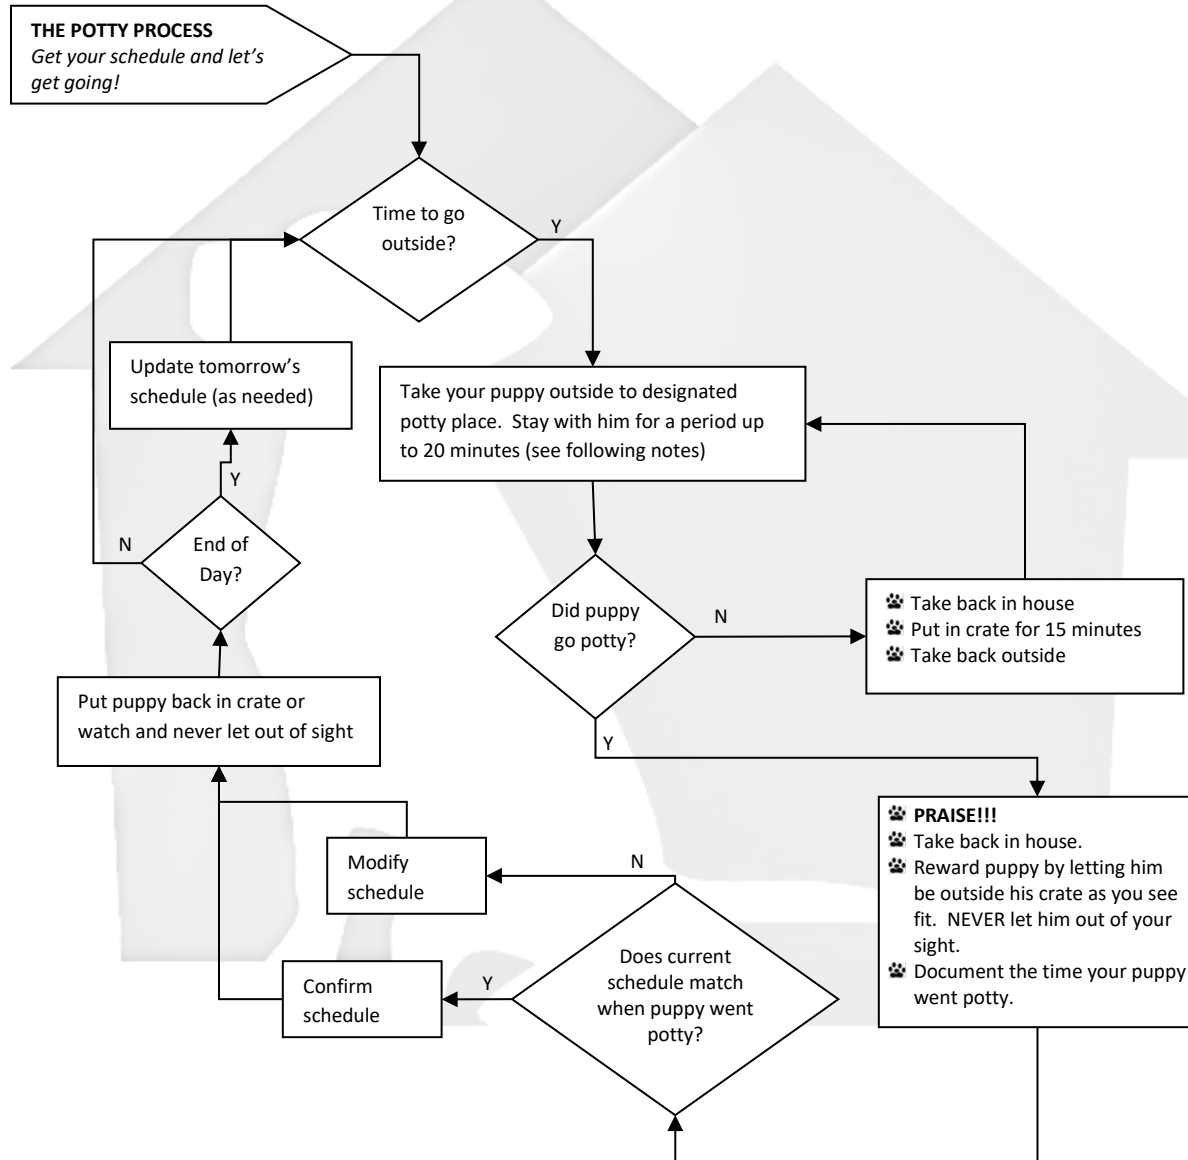 THE POTTY PROCESS
Get your schedule and let’s
get going!
Time to go
outside?
Y
Update tomorrow’s
schedule (as needed)
Take your puppy outside to designated
potty place.  Stay with him for a period up
to 20 minutes (see following notes)
Y
N
End of
Day?
Did puppy
go potty?
N
Take back in house
Put in crate for 15 minutes
Take back outside
Put puppy back in crate or
watch and never let out of sight
Y
PRAISE!!!
Take back in house.
Reward puppy by letting him
be outside his crate as you see
fit.  NEVER let him out of your
sight.
Document the time your puppy
went potty.
Modify
schedule
N
Does current
schedule match
when puppy went
potty?
Y
Confirm
schedule